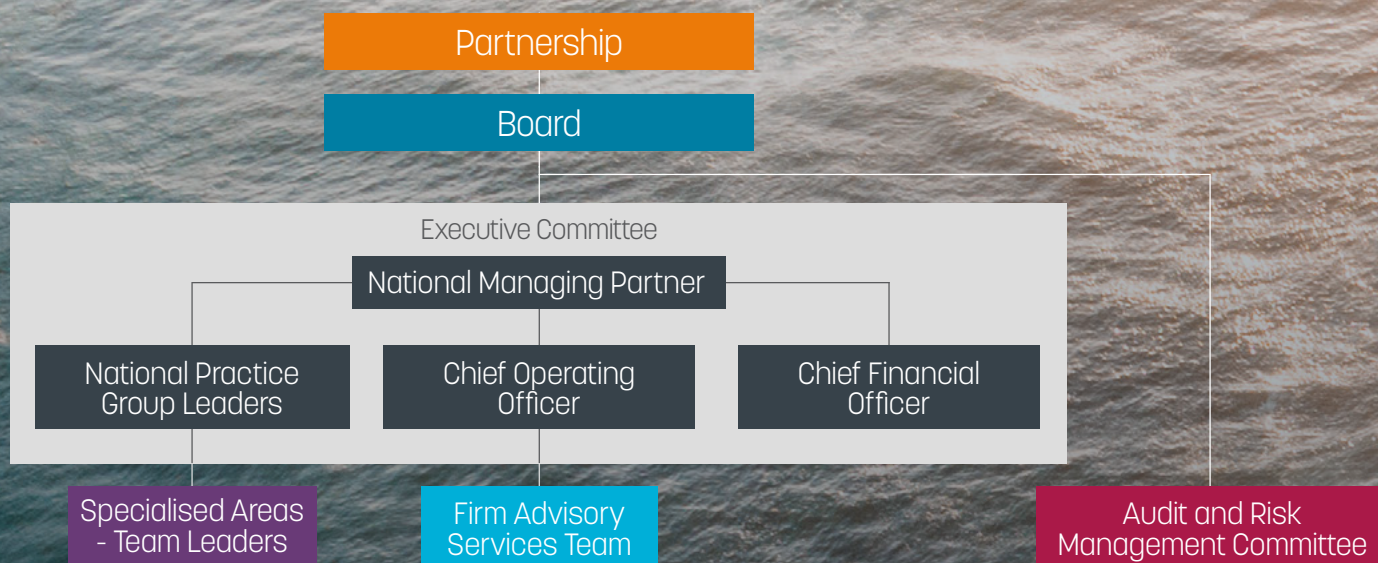 Partnership
Board
Executive Committee
National Managing Partner
National Practice
Group Leaders
Chief Operating
Officer
Chief Financial
Officer
Specialised Areas
- Team Leaders
Firm Advisory
Services Team
Audit and Risk
Management Committee